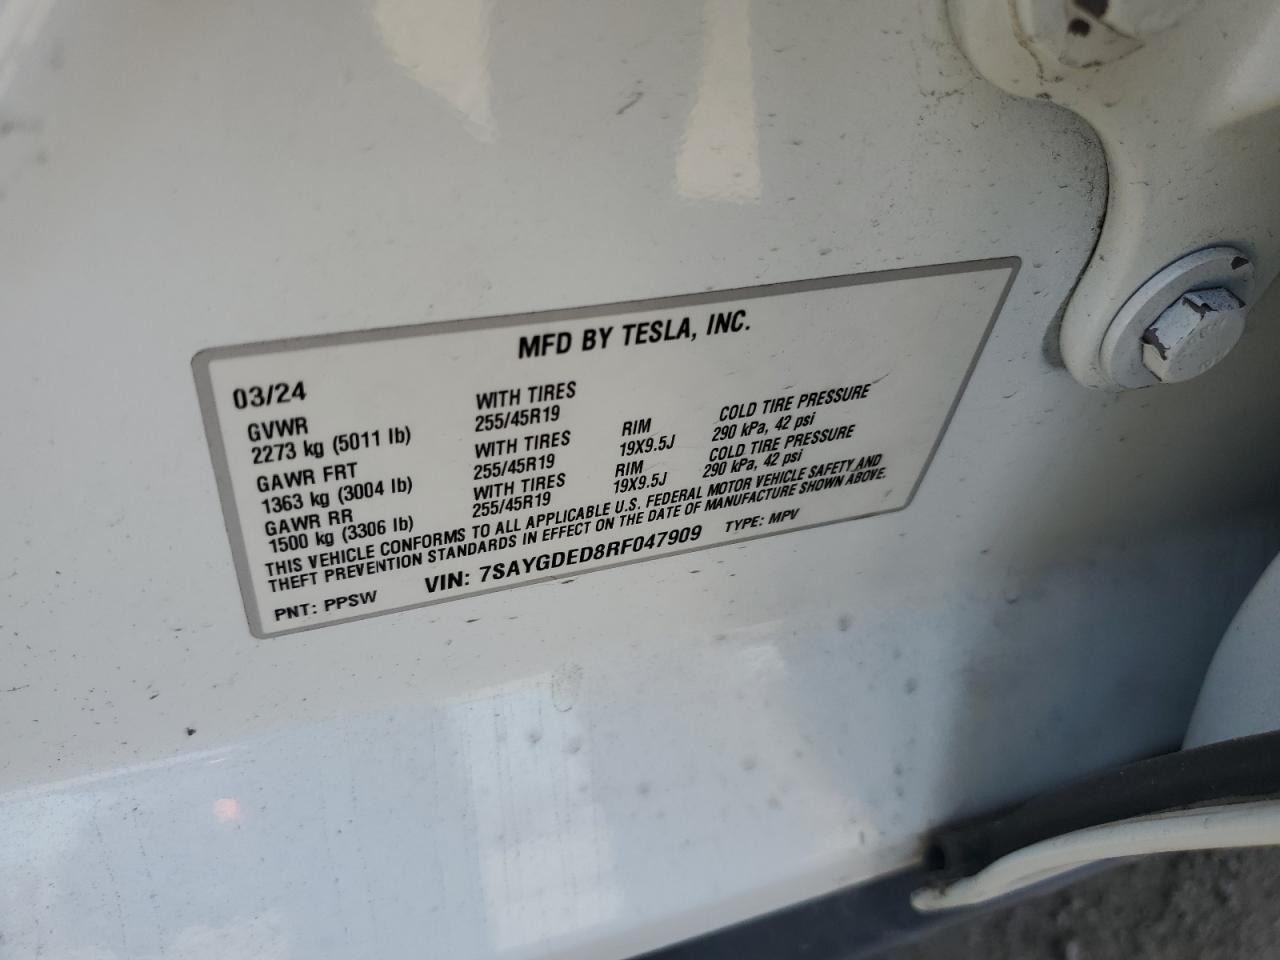 MFD BY TESLA, INC.
03/24
GVWR WITH TIRES
2273 kg (5011 lb) 255/45R19
GAWR FRT WITH TIRES RIM COLD TIRE PRESSURE
1363 kg (3004 lb) 255/45R19 19X9.5J 290 kPa, 42 psi
GAWR RR WITH TIRES RIM COLD TIRE PRESSURE
1500 kg (3306 lb) 255/45R19 19X9.5J 290 kPa, 42 psi
THIS VEHICLE CONFORMS TO ALL APPLICABLE U.S. FEDERAL MOTOR VEHICLE SAFETY AND
THEFT PREVENTION STANDARDS IN EFFECT ON THE DATE OF MANUFACTURE SHOWN ABOVE.
PNT: PPSW VIN: 7SAYGDED8RF047909 TYPE: MPV